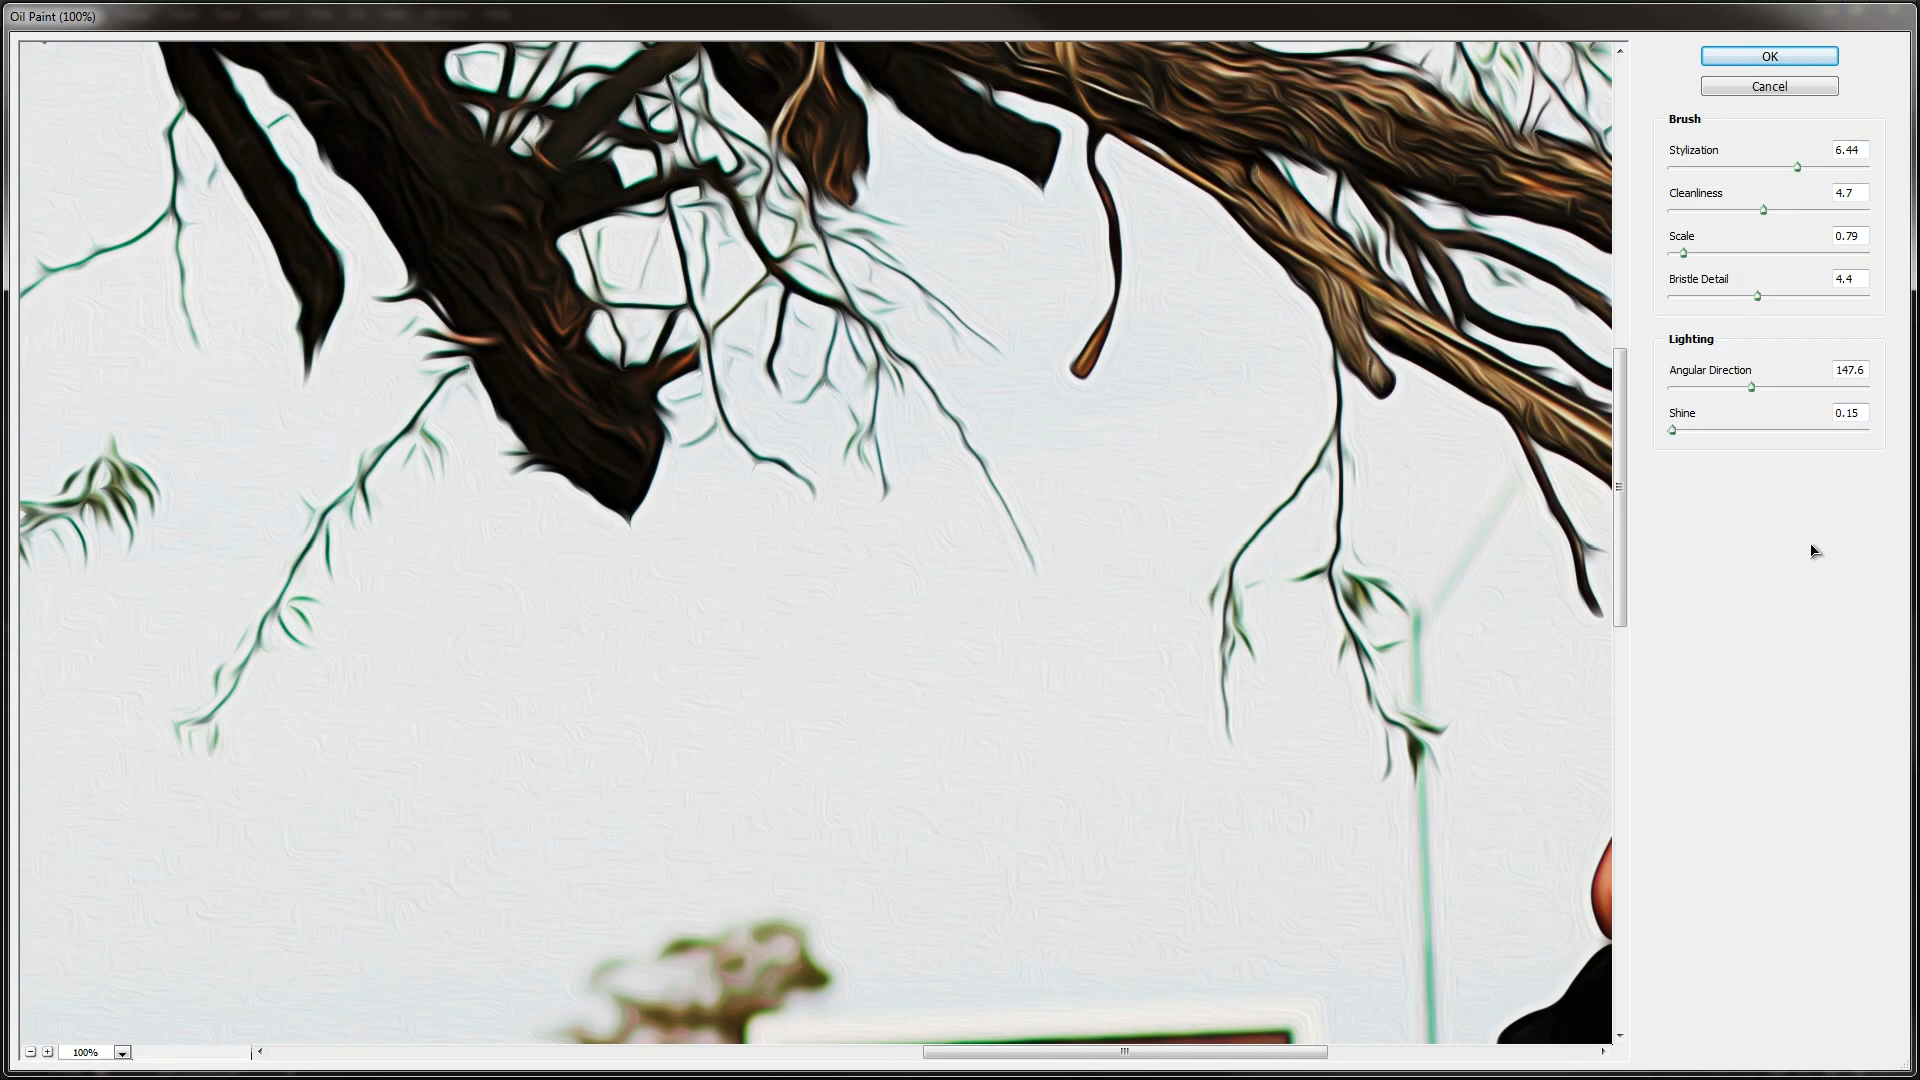 Oil Paint (100%)
OK
Cancel
Brush
Stylization 6.44
Cleanliness 4.7
Scale 0.79
Bristle Detail 4.4
Lighting
Angular Direction 147.6
Shine 0.15
100%